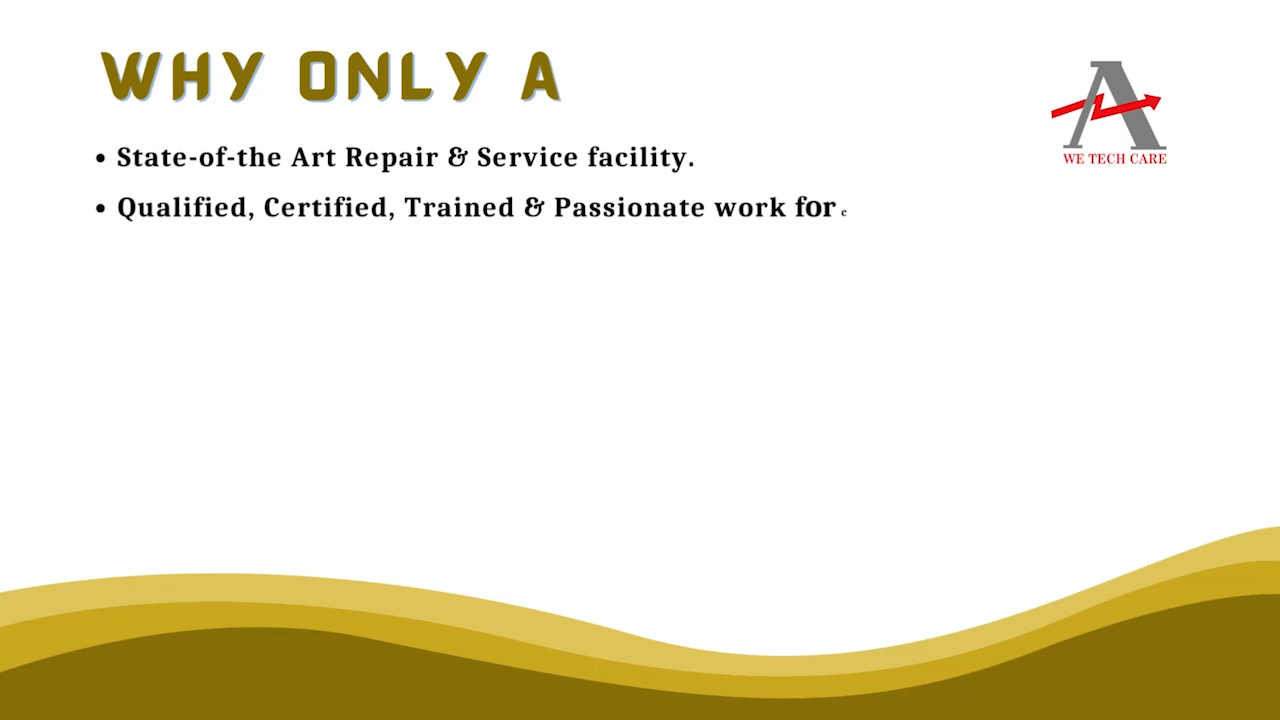 WHY ONLY A
• State-of-the Art Repair & Service facility.
• Qualified, Certified, Trained & Passionate work for c
A
WE TECH CARE